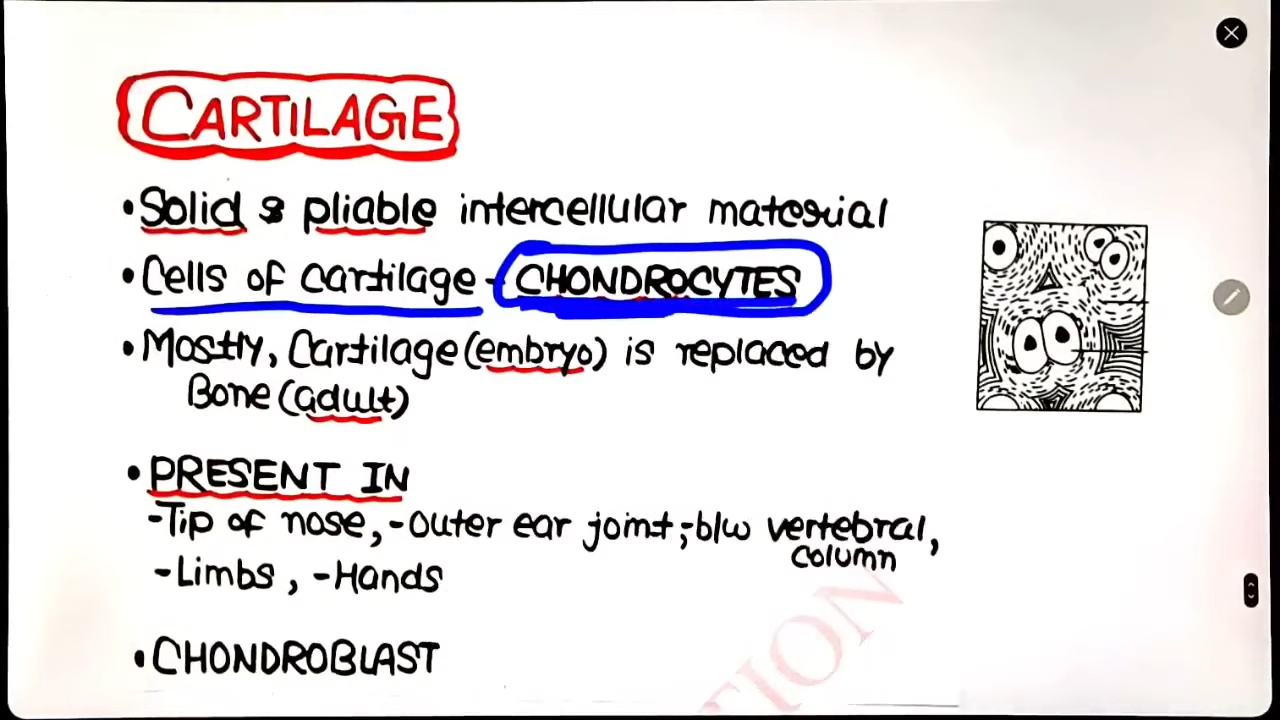 CARTILAGE
• Solid & pliable intercellular material
• Cells of cartilage - CHONDROCYTES
• Mostly, Cartilage (embryo) is replaced by
Bone (adult)
• PRESENT IN
-Tip of nose, -outer ear joint, -b/w vertebral,
column
-Limbs, -Hands
• CHONDROBLAST
TION